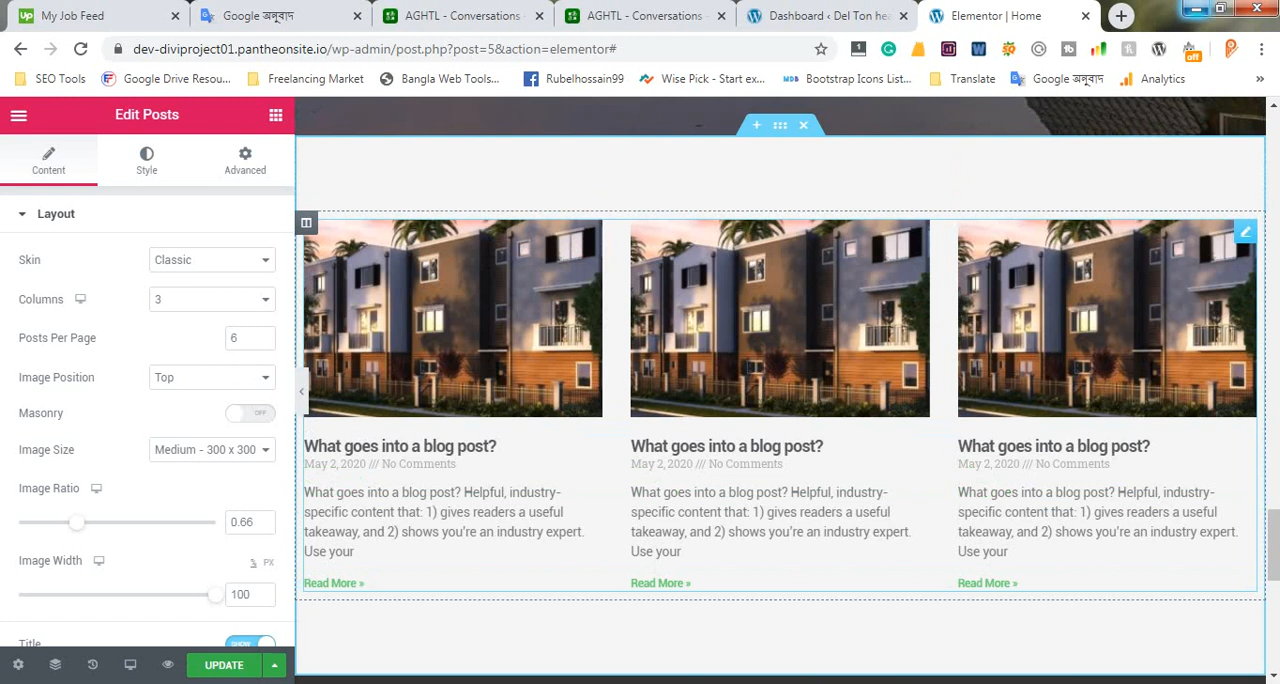 My Job Feed
Google অনুবাদ
AGHTL - Conversations -
AGHTL - Conversations -
Dashboard ‹ Del Ton hea
Elementor | Home
dev-diviproject01.pantheonsite.io/wp-admin/post.php?post=5&action=elementor#
SEO Tools
Google Drive Resou...
Freelancing Market
Bangla Web Tools...
Rubelhossain99
Wise Pick - Start ex...
Bootstrap Icons List...
Translate
Google অনুবাদ
Analytics
»
Edit Posts
Content
Style
Advanced
Layout
Skin
Classic
Columns
3
Posts Per Page
6
Image Position
Top
Masonry
OFF
Image Size
Medium - 300 x 300
Image Ratio
0.66
Image Width
% PX
100
Title
SHOW
UPDATE
What goes into a blog post?
May 2, 2020 /// No Comments
What goes into a blog post? Helpful, industry-
specific content that: 1) gives readers a useful
takeaway, and 2) shows you're an industry expert.
Use your
Read More »
What goes into a blog post?
May 2, 2020 /// No Comments
What goes into a blog post? Helpful, industry-
specific content that: 1) gives readers a useful
takeaway, and 2) shows you're an industry expert.
Use your
Read More »
What goes into a blog post?
May 2, 2020 /// No Comments
What goes into a blog post? Helpful, industry-
specific content that: 1) gives readers a useful
takeaway, and 2) shows you're an industry expert.
Use your
Read More »